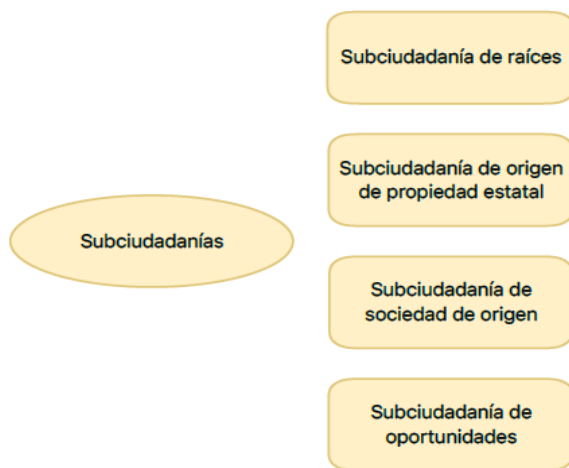 Subciudadanía de raíces
Subciudadanía de origen
de propiedad estatal
Subciudadanías
Subciudadanía de
sociedad de origen
Subciudadanía de
oportunidades